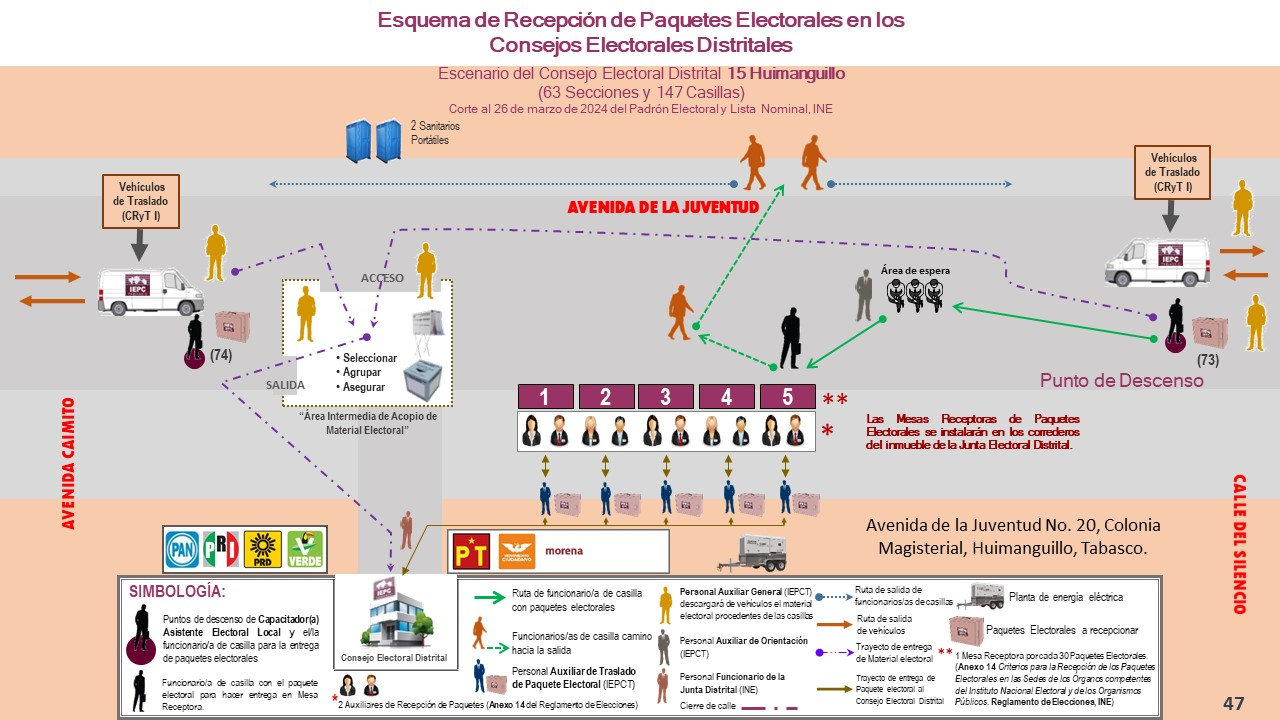 Esquema de Recepción de Paquetes Electorales en los
Consejos Electorales Distritales
Escenario del Consejo Electoral Distrital 15 Huimanguillo
(63 Secciones y 147 Casillas)
Corte al 26 de marzo de 2024 del Padrón Electoral y Lista Nominal, INE
2 Sanitarios
Portátiles
Vehículos
de Traslado
(CRyT I)
Vehículos
de Traslado
(CRyT I)
AVENIDA DE LA JUVENTUD
ACCESO
Área de espera
IEPC
IEPC
• Seleccionar
• Agrupar
• Asegurar
(74)
SALIDA
(73)
Punto de Descenso
"Área Intermedia de Acopio de
Material Electoral"
1 2 3 4 5 **
*
Las Mesas Receptoras de Paquetes
Electorales se instalarán en los corredores
del inmueble de la Junta Electoral Distrital.
AVENIDA CAIMITO
CALLE DEL SILENCIO
Avenida de la Juventud No. 20, Colonia
Magisterial, Huimanguillo, Tabasco.
PAN PRD VERDE
PRI
PT MOVIMIENTO CIUDADANO morena
SIMBOLOGÍA:
Puntos de descenso de Capacitador(a)
Asistente Electoral Local y el/la
funcionario/a de casilla para la entrega
de paquetes electorales
Funcionario/a de casilla con el paquete
electoral para hacer entrega en Mesa
Receptora.
IEPC
Consejo Electoral Distrital
* 2 Auxiliares de Recepción de Paquetes (Anexo 14 del Reglamento de Elecciones)
Ruta de funcionario/a de casilla
con paquetes electorales
Funcionarios/as de casilla camino
hacia la salida
Personal Auxiliar de Traslado
de Paquete Electoral (IEPCT)
Personal Auxiliar General (IEPCT)
descargará de vehículos el material
electoral procedentes de las casillas
Personal Auxiliar de Orientación
(IEPCT)
Personal Funcionario de la
Junta Distrital (INE)
Cierre de calle
Ruta de salida de
funcionarios/as de casillas
Ruta de salida
de vehículos
Trayecto de entrega
de Material electoral
Trayecto de entrega de
Paquete electoral al
Consejo Electoral Distrital
Planta de energía eléctrica
Paquetes Electorales a recepcionar
** 1 Mesa Receptora por cada 30 Paquetes Electorales.
(Anexo 14 Criterios para la Recepción de los Paquetes
Electorales en las Sedes de los Órganos competentes
del Instituto Nacional Electoral y de los Organismos
Públicos. Reglamento de Elecciones, INE)
47